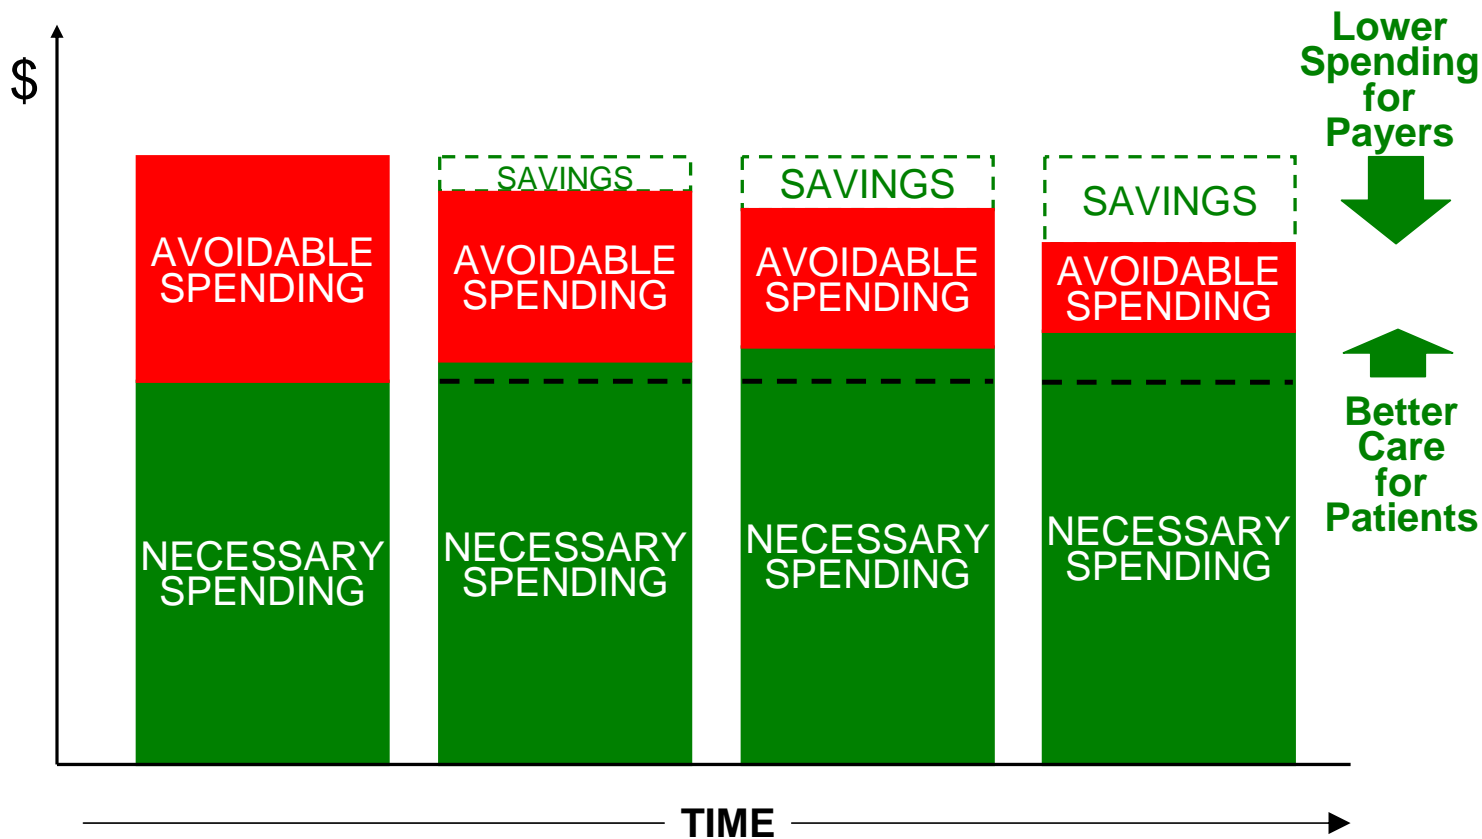 $
Lower
Spending
for
Payers
SAVINGS
SAVINGS
SAVINGS
AVOIDABLE
SPENDING
AVOIDABLE
SPENDING
AVOIDABLE
SPENDING
AVOIDABLE
SPENDING
Better
Care
for
Patients
NECESSARY
SPENDING
NECESSARY
SPENDING
NECESSARY
SPENDING
NECESSARY
SPENDING
TIME